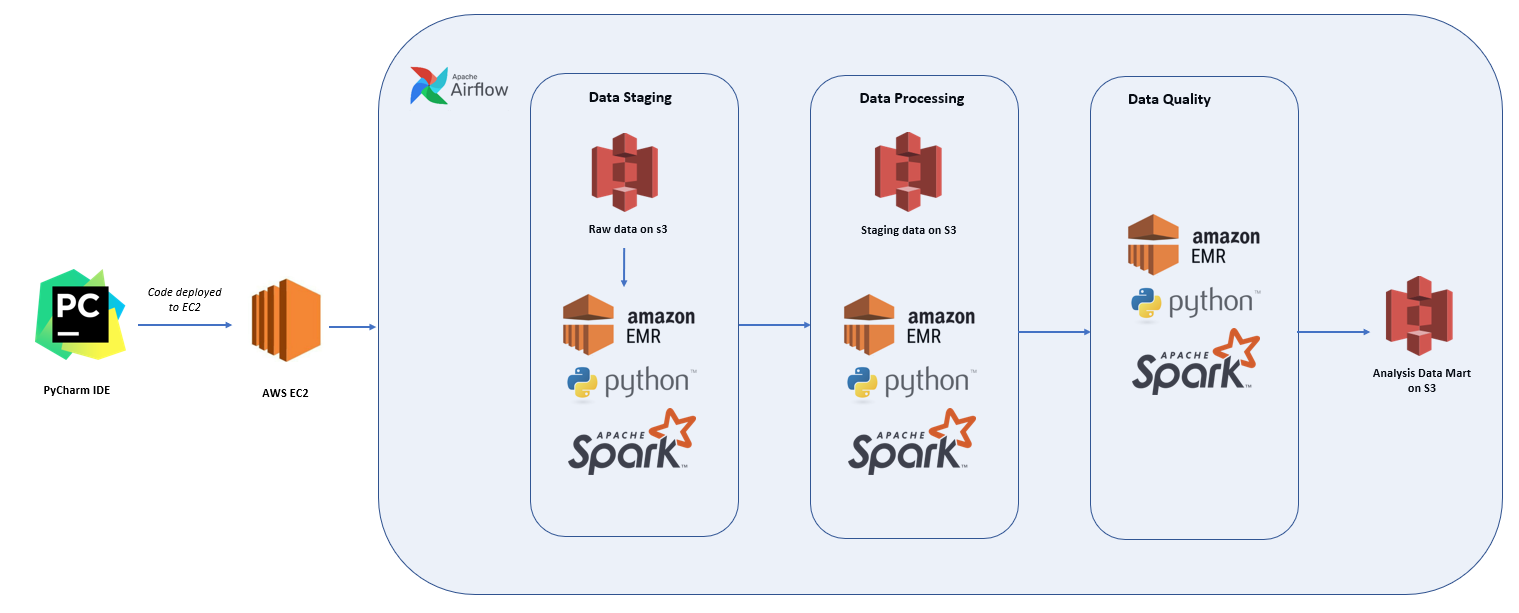 PC
PyCharm IDE
Code deployed
to EC2
AWS EC2
Apache
Airflow
Data Staging
Raw data on s3
amazon
EMR
python™
APACHE
Spark™
Data Processing
Staging data on S3
amazon
EMR
python™
APACHE
Spark™
Data Quality
amazon
EMR
python™
APACHE
Spark™
Analysis Data Mart
on S3